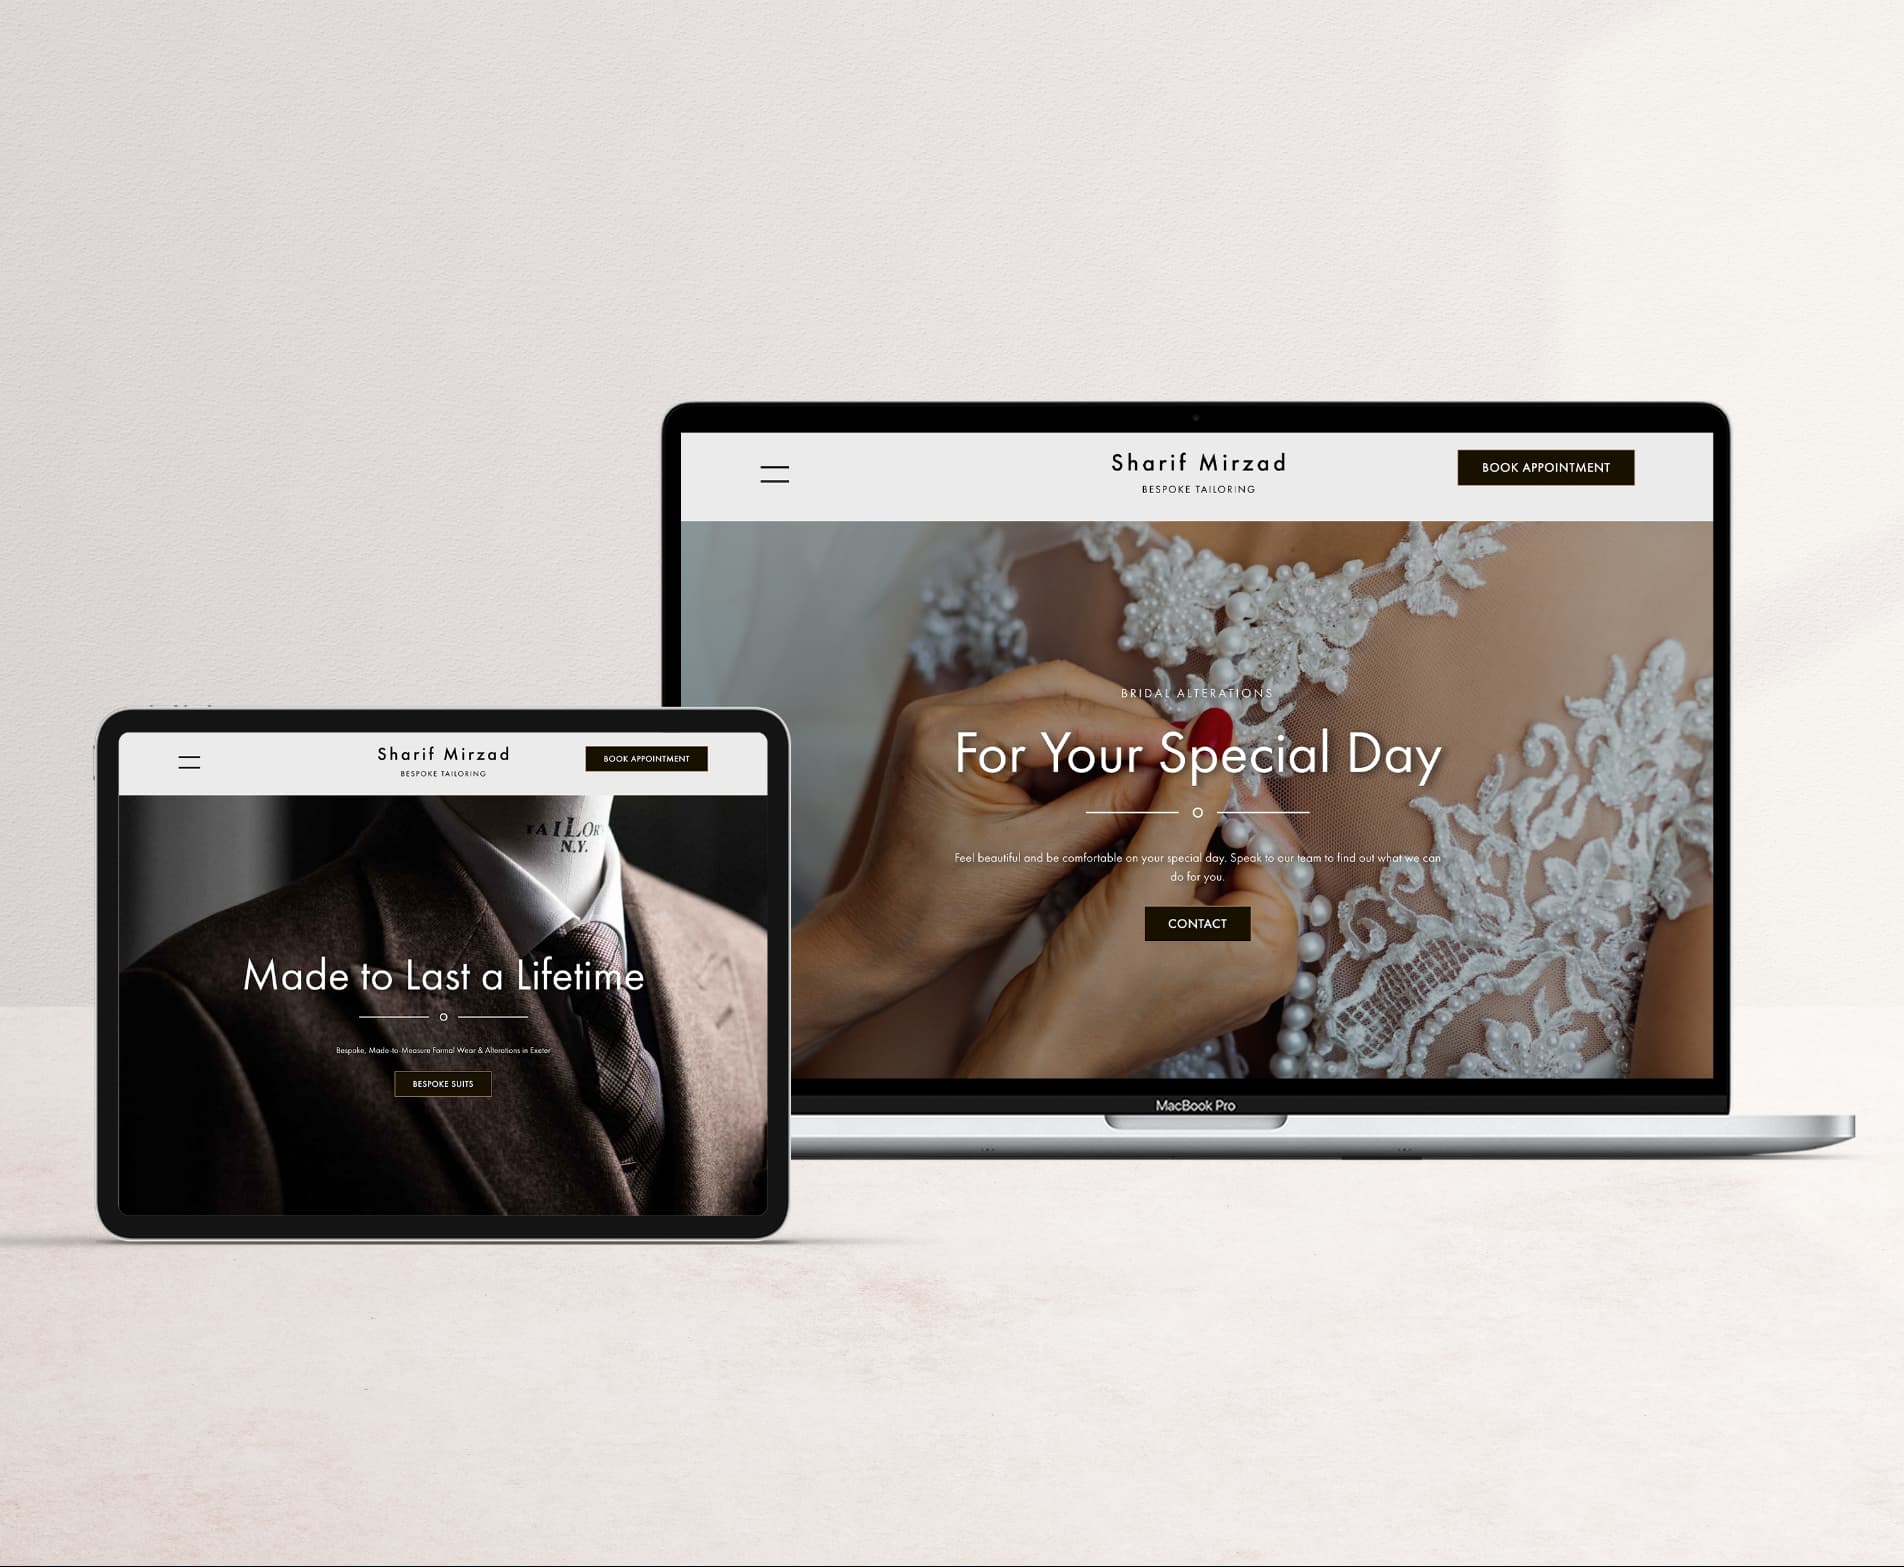 Sharif Mirzad
BESPOKE TAILORING
BOOK APPOINTMENT
BRIDAL ALTERATIONS
For Your Special Day
Feel beautiful and be comfortable on your special day. Speak to our team to find out what we can
do for you.
CONTACT
MacBook Pro
Sharif Mirzad
BESPOKE TAILORING
BOOK APPOINTMENT
TAILOR
N.Y.
Made to Last a Lifetime
Bespoke, Made-to-Measure Formal Wear & Alterations in Exeter
BESPOKE SUITS